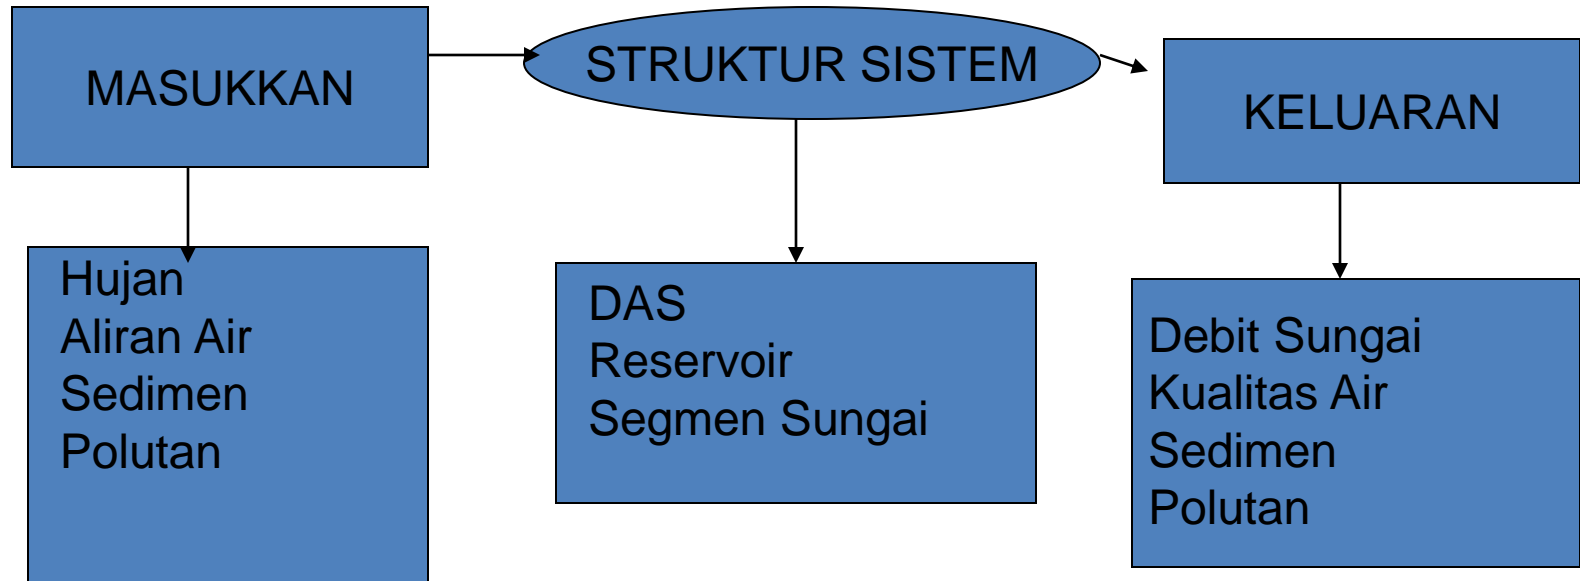 MASUKKAN
STRUKTUR SISTEM
KELUARAN
Hujan
Aliran Air
Sedimen
Polutan
DAS
Reservoir
Segmen Sungai
Debit Sungai
Kualitas Air
Sedimen
Polutan